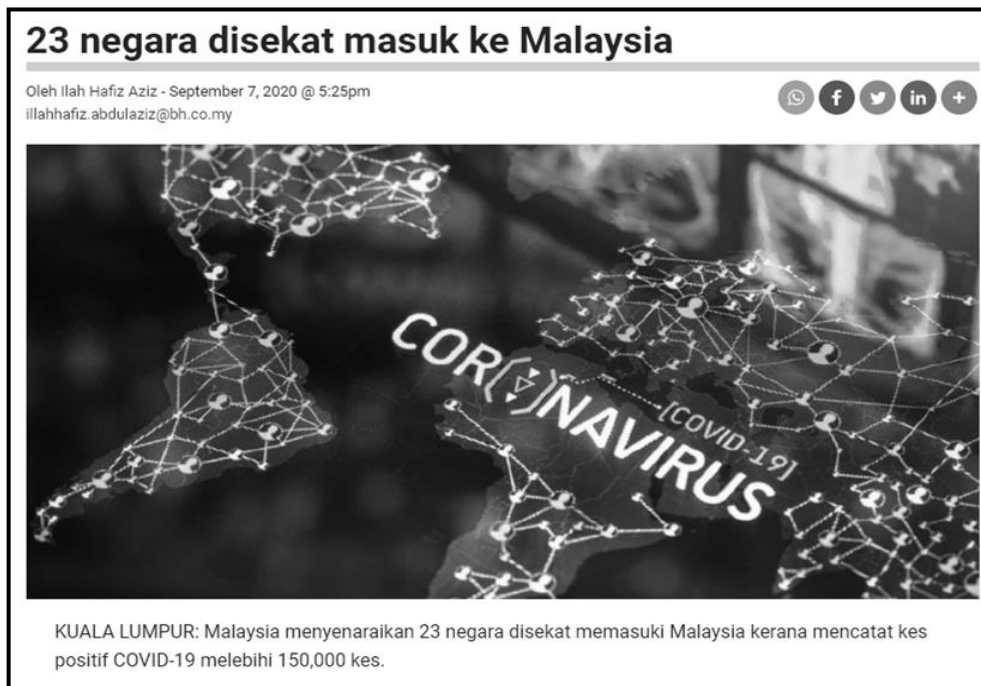 23 negara disekat masuk ke Malaysia
Oleh Ilah Hafiz Aziz - September 7, 2020 @ 5:25pm
illahhafiz.abdulaziz@bh.co.my
COR( )NAVIRUS
[COVID-19]
KUALA LUMPUR: Malaysia menyenaraikan 23 negara disekat memasuki Malaysia kerana mencatat kes
positif COVID-19 melebihi 150,000 kes.